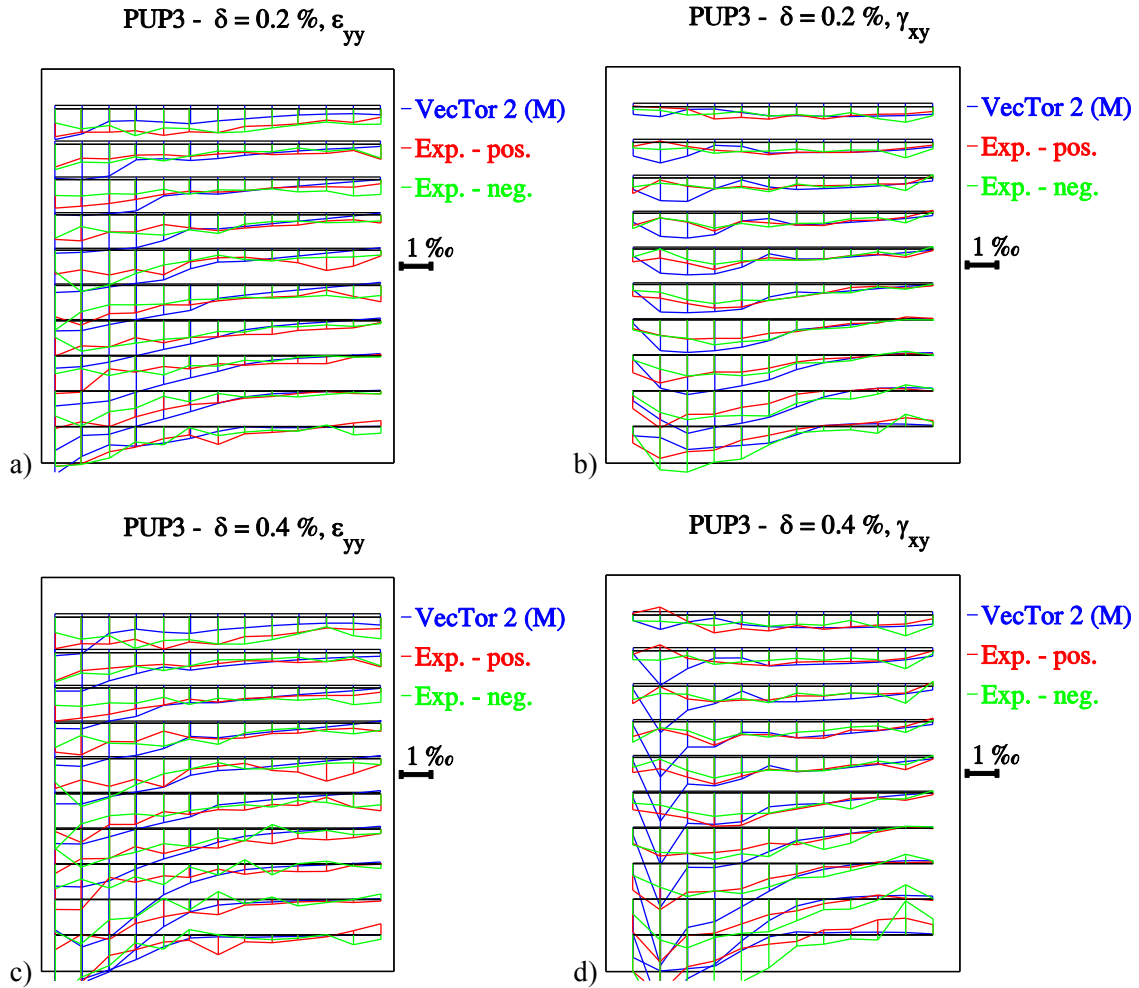 PUP3 - δ = 0.2 %, εyy
VecTor 2 (M)
Exp. - pos.
Exp. - neg.
1 ‰
a)
PUP3 - δ = 0.2 %, γxy
VecTor 2 (M)
Exp. - pos.
Exp. - neg.
1 ‰
b)
PUP3 - δ = 0.4 %, εyy
VecTor 2 (M)
Exp. - pos.
Exp. - neg.
1 ‰
c)
PUP3 - δ = 0.4 %, γxy
VecTor 2 (M)
Exp. - pos.
Exp. - neg.
1 ‰
d)